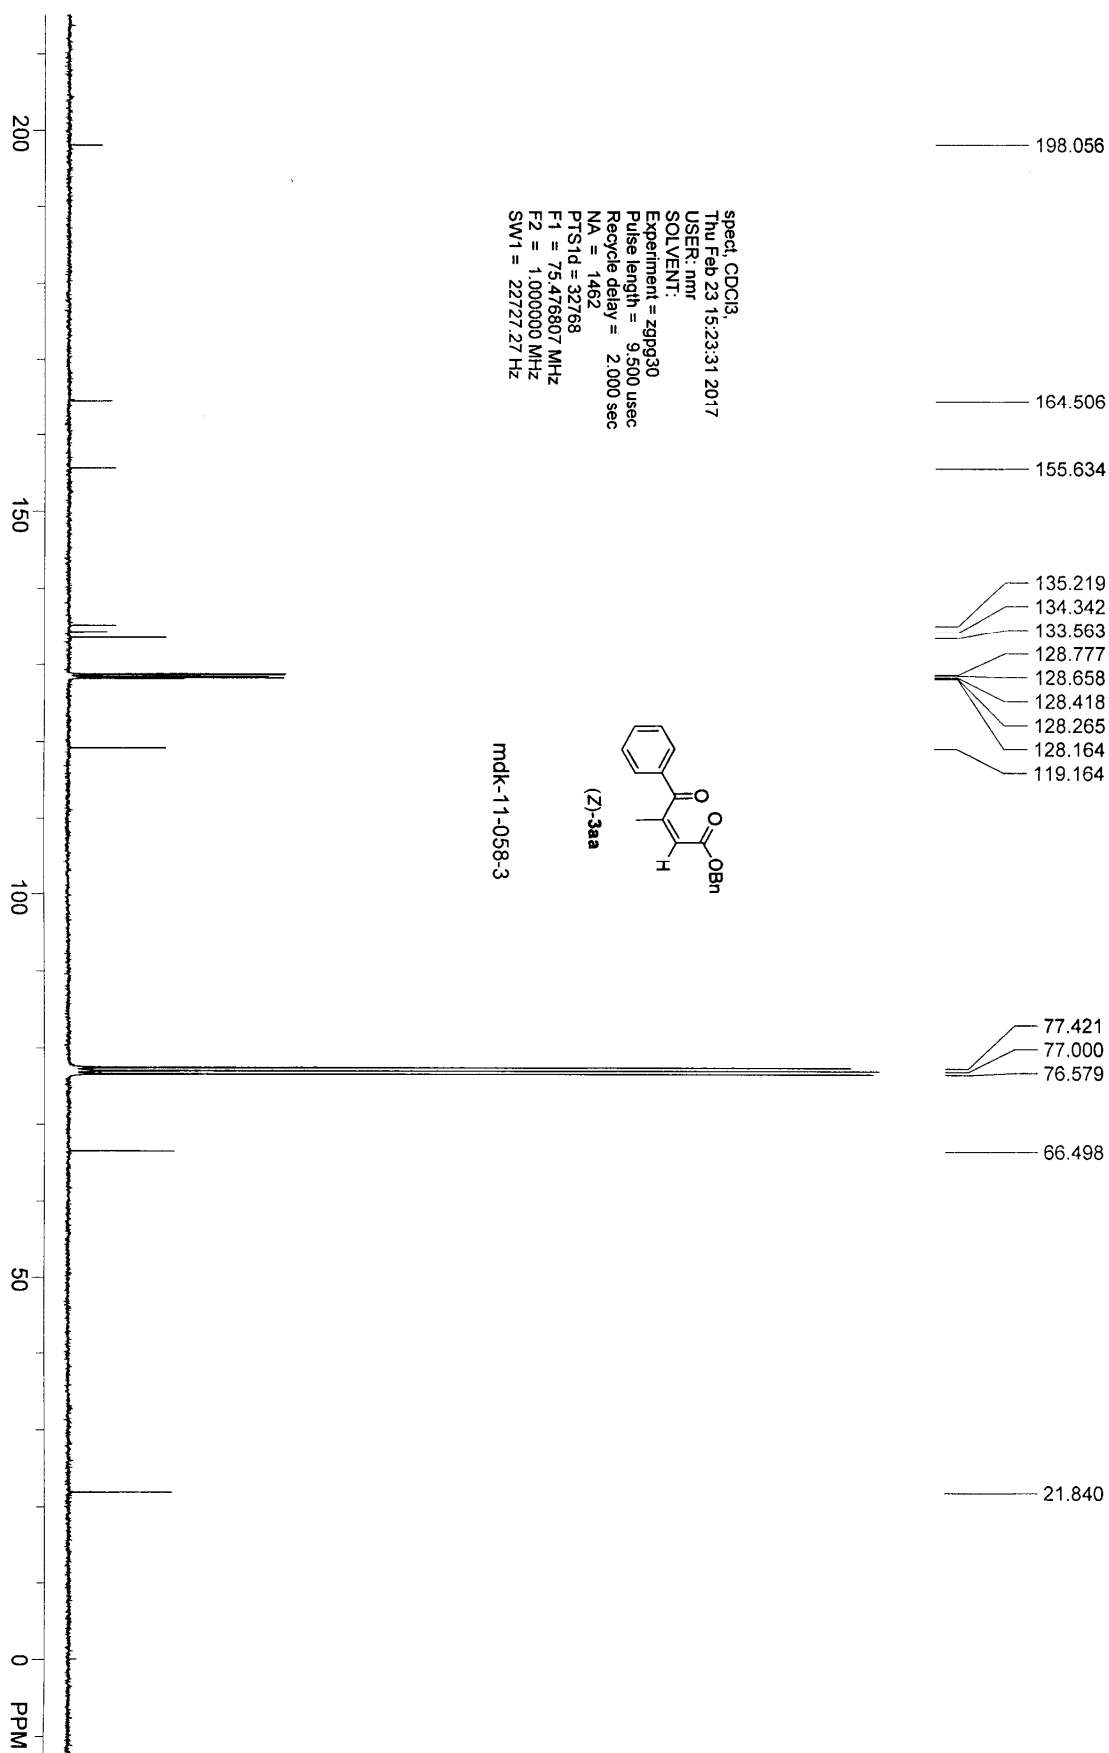 198.056
164.506
155.634
135.219
134.342
133.563
128.777
128.658
128.418
128.265
128.164
119.164
77.421
77.000
76.579
66.498
21.840
spect, CDCl3,
Thu Feb 23 15:23:31 2017
USER: nmr
SOLVENT:
Experiment = zgpg30
Pulse length = 9.500 usec
Recycle delay = 2.000 sec
NA = 1462
PTS1d = 32768
F1 = 75.476807 MHz
F2 = 1.000000 MHz
SW1 = 22727.27 Hz
O
O
OBn
H
(Z)-3aa
mdk-11-058-3
200
150
100
50
0
PPM